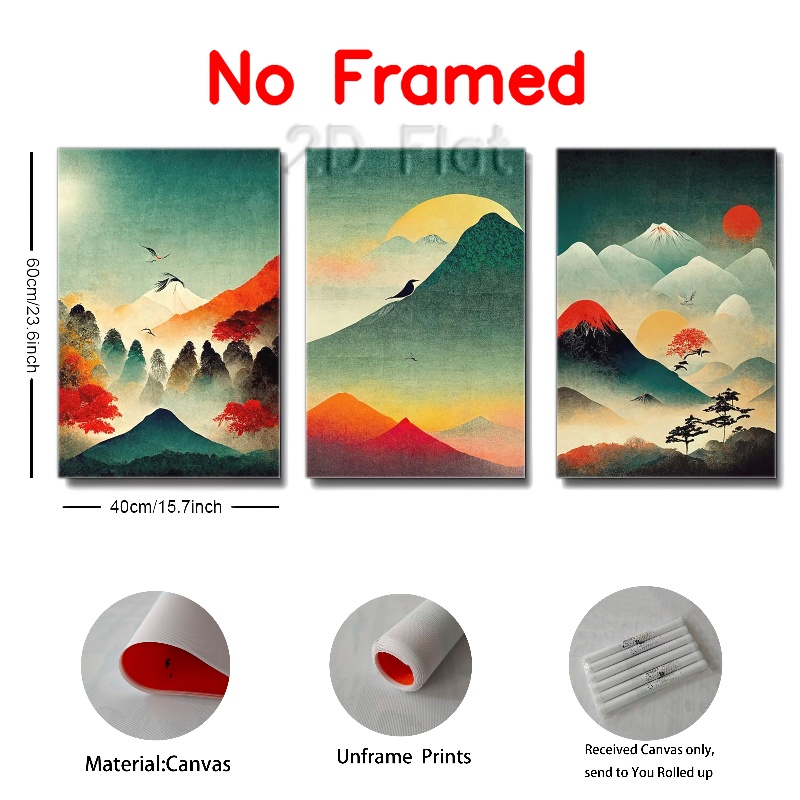 No Framed
2D Flat
60cm/23.6inch
40cm/15.7inch
Material:Canvas
Unframe Prints
Received Canvas only,
send to You Rolled up